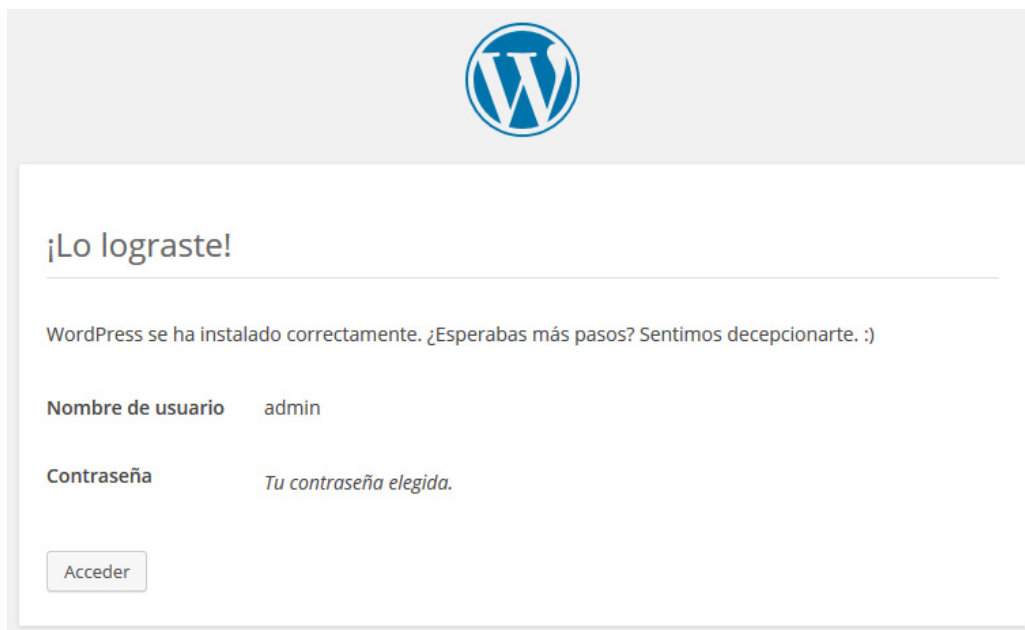 ¡Lo lograste!
WordPress se ha instalado correctamente. ¿Esperabas más pasos? Sentimos decepcionarte. :)
Nombre de usuario admin
Contraseña Tu contraseña elegida.
Acceder